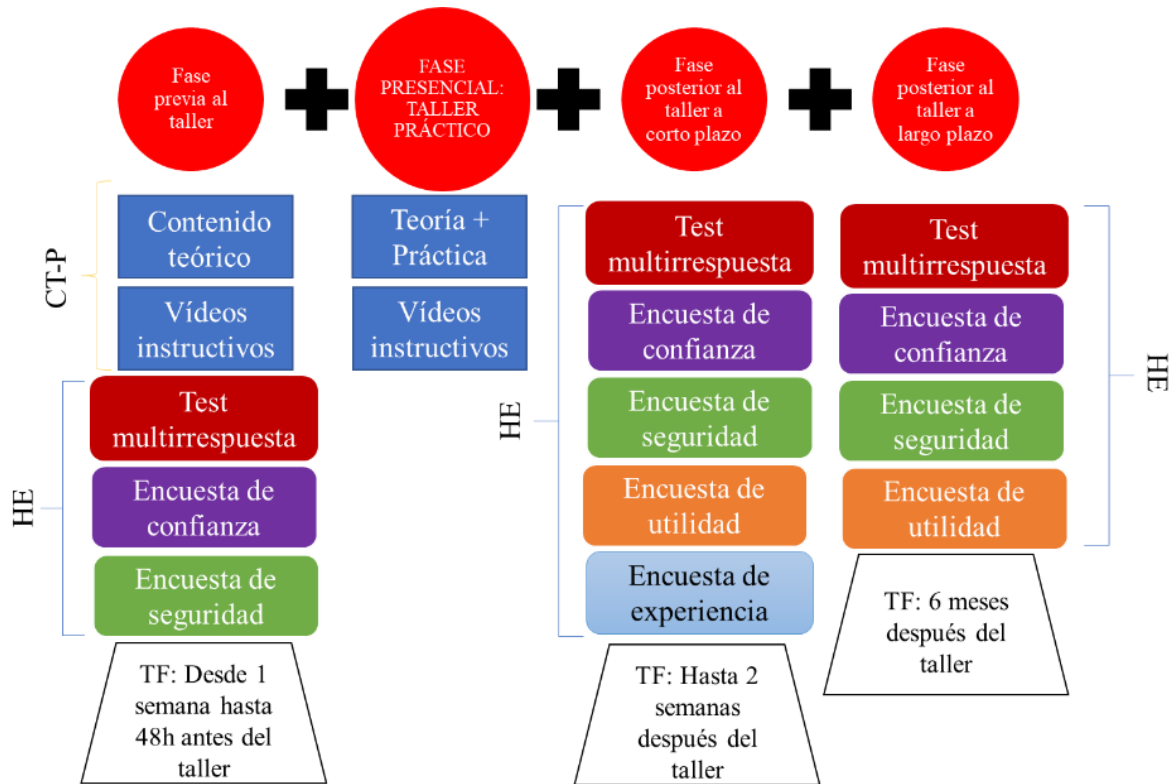 Fase
previa al
taller
FASE
PRESENCIAL:
TALLER
PRÁCTICO
Fase
posterior al
taller a
corto plazo
Fase
posterior al
taller a
largo plazo
CT-P
Contenido
teórico
Vídeos
instructivos
HE
Test
multirrespuesta
Encuesta de
confianza
Encuesta de
seguridad
TF: Desde 1
semana hasta
48h antes del
taller
Teoría +
Práctica
Vídeos
instructivos
HE
Test
multirrespuesta
Encuesta de
confianza
Encuesta de
seguridad
Encuesta de
utilidad
Encuesta de
experiencia
TF: Hasta 2
semanas
después del
taller
Test
multirrespuesta
Encuesta de
confianza
Encuesta de
seguridad
Encuesta de
utilidad
HE
TF: 6 meses
después del
taller